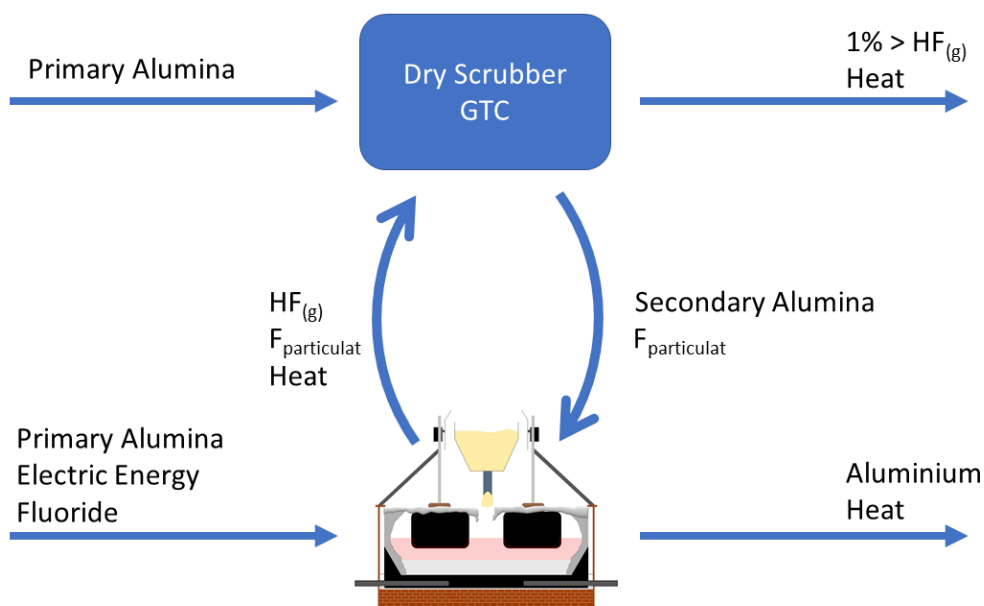 Primary Alumina
Dry Scrubber
GTC
1% > HF(g)
Heat
HF(g)
Fparticulat
Heat
Secondary Alumina
Fparticulat
Primary Alumina
Electric Energy
Fluoride
Aluminium
Heat